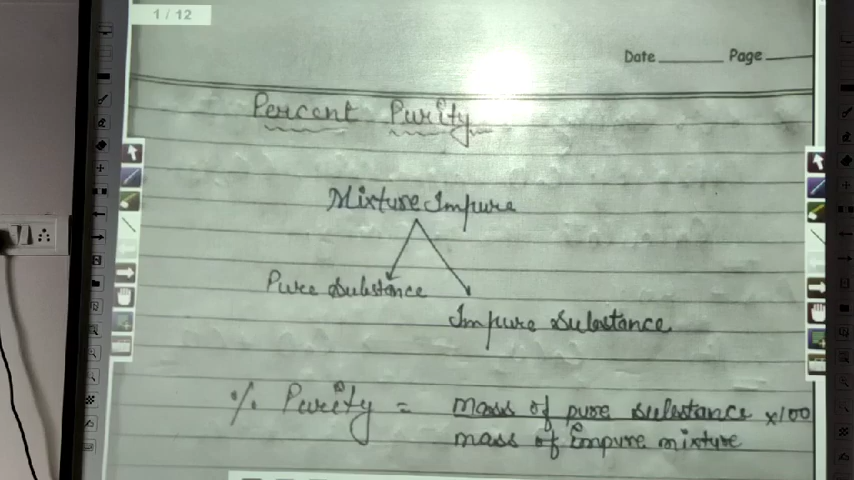 1 / 12
Date Page
Percent Purity
Mixture Impure
Pure substance
Impure substance
% Purity = mass of pure substance ×100
mass of impure mixture